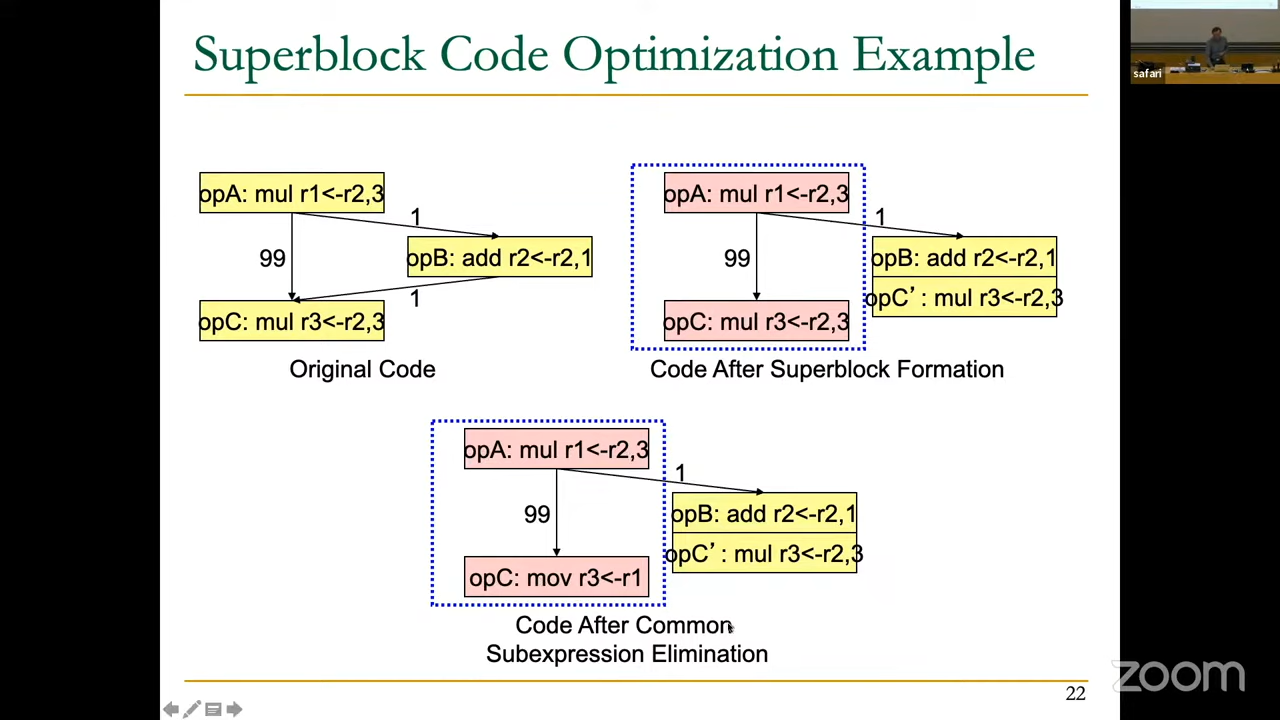 Superblock Code Optimization Example
safari
opA: mul r1<-r2,3
1
99
opB: add r2<-r2,1
1
opC: mul r3<-r2,3
Original Code
opA: mul r1<-r2,3
1
99
opB: add r2<-r2,1
opC’: mul r3<-r2,3
opC: mul r3<-r2,3
Code After Superblock Formation
opA: mul r1<-r2,3
1
99
opB: add r2<-r2,1
opC’: mul r3<-r2,3
opC: mov r3<-r1
Code After Common
Subexpression Elimination
22
zoom